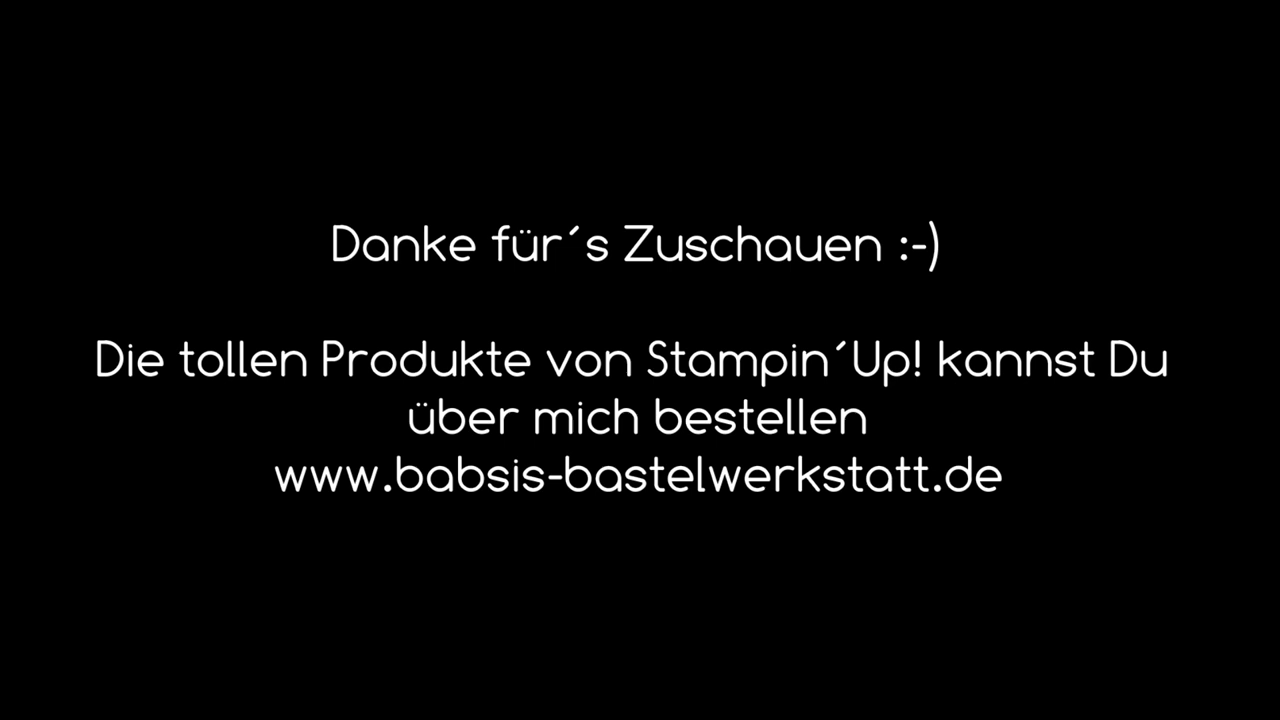 Danke für´s Zuschauen :-)
Die tollen Produkte von Stampin´Up! kannst Du
über mich bestellen
www.babsis-bastelwerkstatt.de